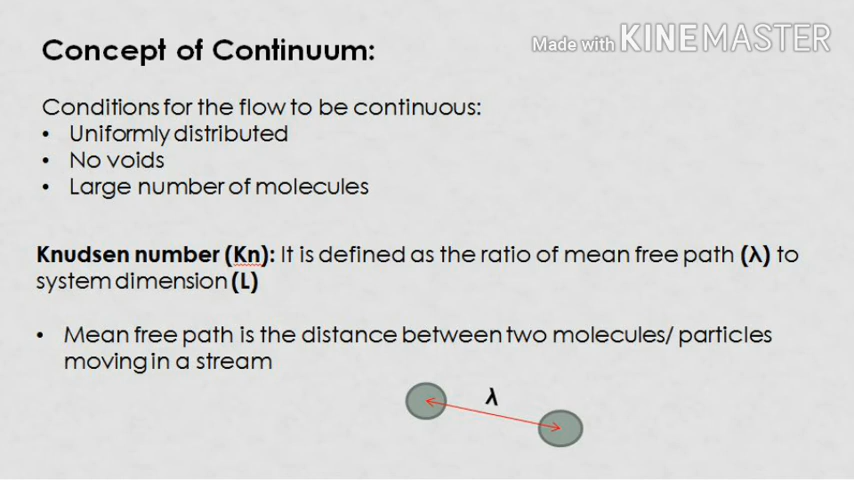 Concept of Continuum:
Made with KINEMASTER
Conditions for the flow to be continuous:
• Uniformly distributed
• No voids
• Large number of molecules
Knudsen number (Kn): It is defined as the ratio of mean free path (λ) to
system dimension (L)
• Mean free path is the distance between two molecules/ particles
moving in a stream
λ